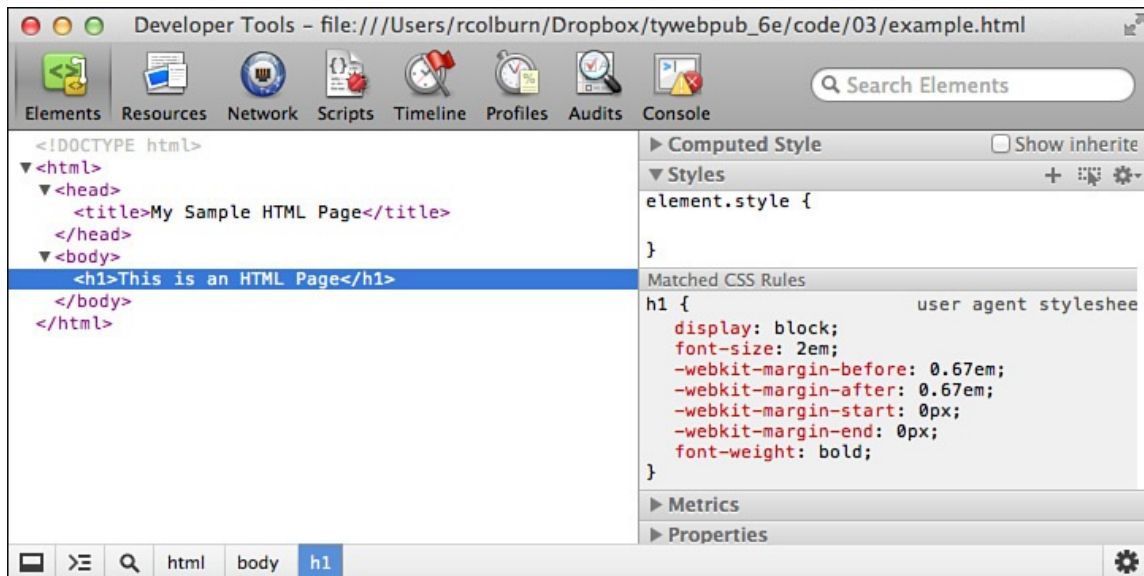 Developer Tools – file:///Users/rcolburn/Dropbox/tywebpub_6e/code/03/example.html
Elements Resources Network Scripts Timeline Profiles Audits Console
Search Elements
<!DOCTYPE html>
<html>
<head>
<title>My Sample HTML Page</title>
</head>
<body>
<h1>This is an HTML Page</h1>
</body>
</html>
Computed Style Show inherite
Styles
element.style {
}
Matched CSS Rules
h1 { user agent styleshee
display: block;
font-size: 2em;
-webkit-margin-before: 0.67em;
-webkit-margin-after: 0.67em;
-webkit-margin-start: 0px;
-webkit-margin-end: 0px;
font-weight: bold;
}
Metrics
Properties
html body h1